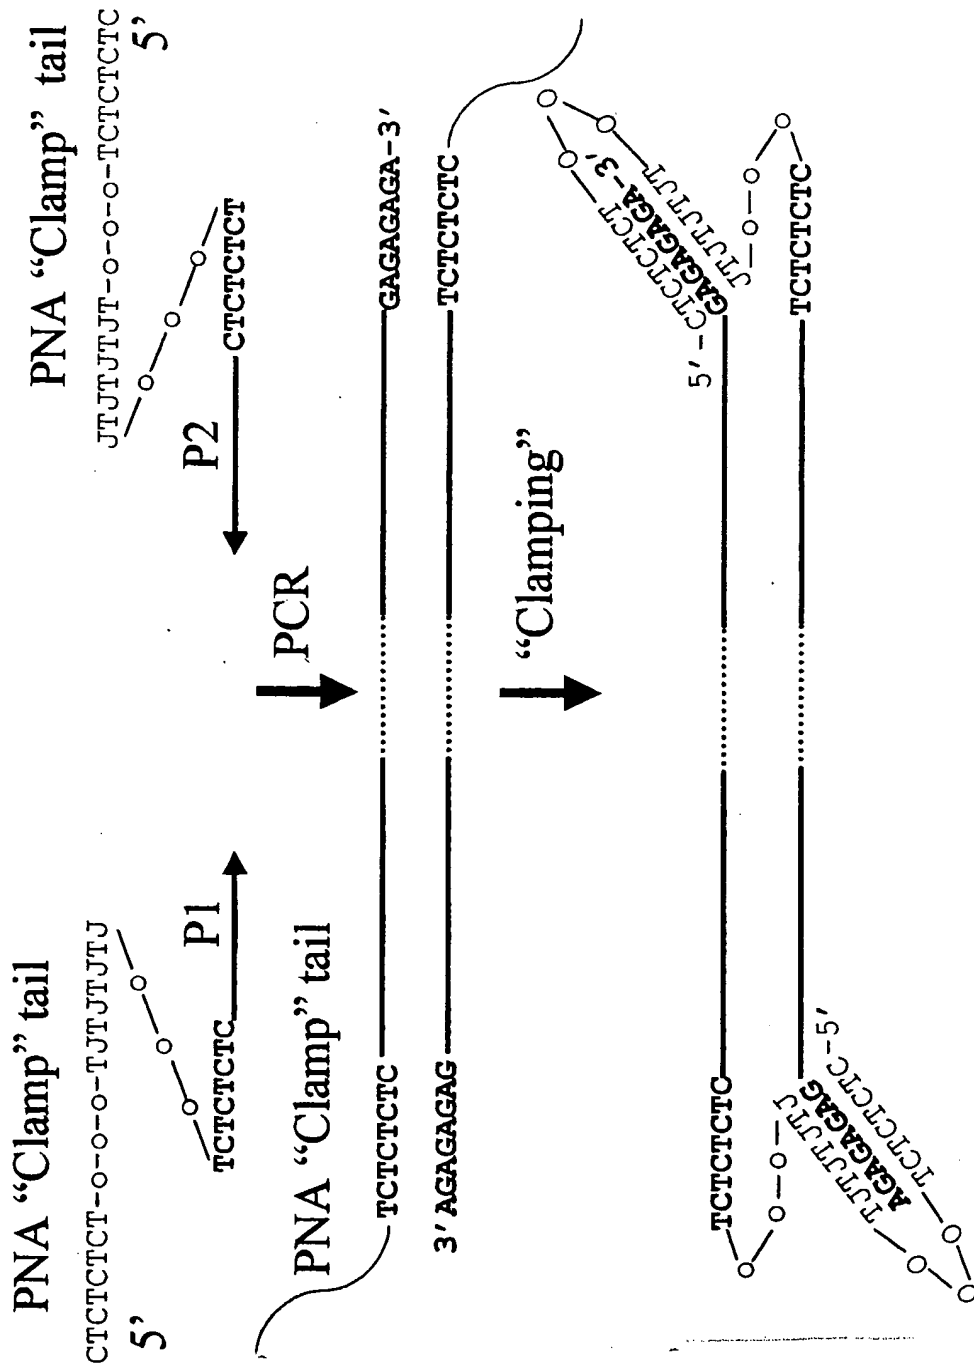 PNA “Clamp” tail
PNA “Clamp” tail
CTCTCTCT-o-o-o-TJTJTJTJ
JTJTJTJT-o-o-o-TCTCTCTC
5'
5'
P1
P2
TCTCTCTC
CTCTCTCT
PCR
PNA “Clamp” tail
TCTCTCTC
GAGAGAGA-3'
3'AGAGAGAG
TCTCTCTC
“Clamping”
5'-CTCTCTCT
GAGAGAGA-3'
JTJTJTJT
TCTCTCTC
TCTCTCTC
TJTJTJTJ
AGAGAGAG
TCTCTCTC-5'